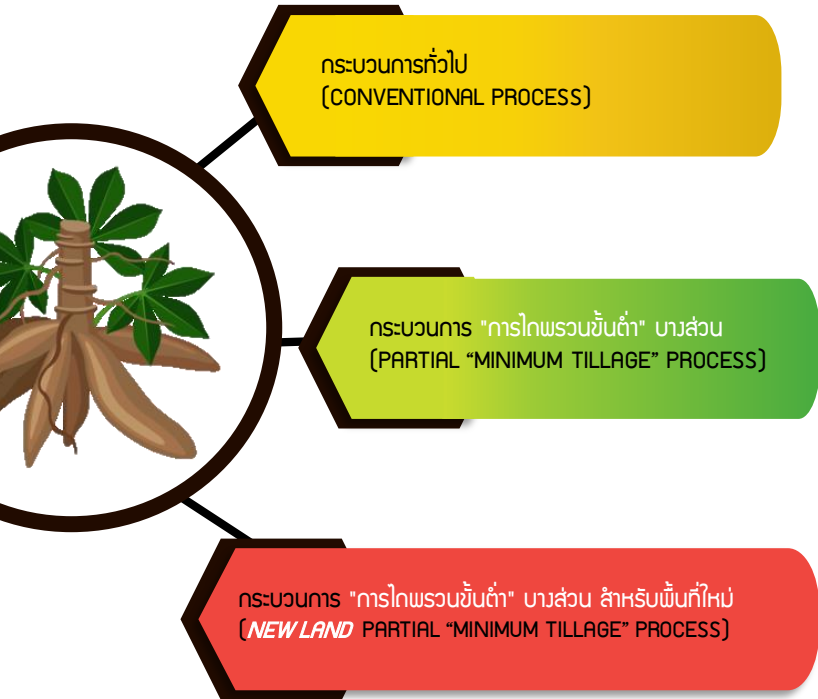 กระบวนการทั่วไป
(CONVENTIONAL PROCESS)
กระบวนการ "การไถพรวนขั้นต่ำ" บางส่วน
(PARTIAL “MINIMUM TILLAGE” PROCESS)
กระบวนการ "การไถพรวนขั้นต่ำ" บางส่วน สำหรับพื้นที่ใหม่
(NEW LAND PARTIAL “MINIMUM TILLAGE” PROCESS)